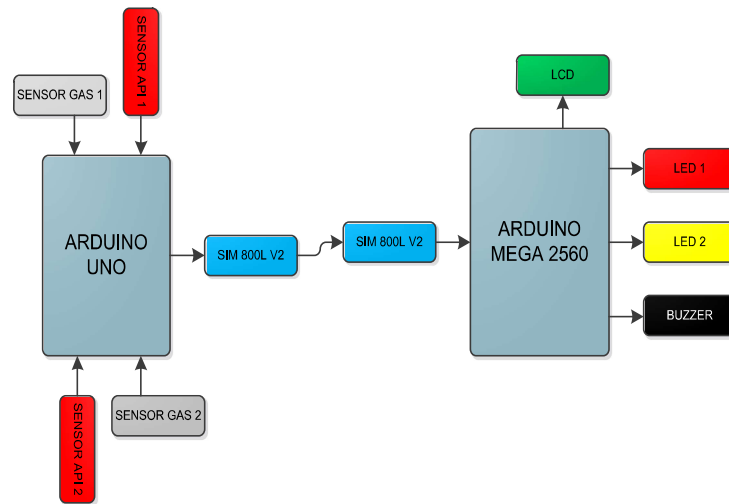 SENSOR GAS 1
SENSOR API 1
ARDUINO
UNO
SENSOR API 2
SENSOR GAS 2
SIM 800L V2
SIM 800L V2
LCD
ARDUINO
MEGA 2560
LED 1
LED 2
BUZZER